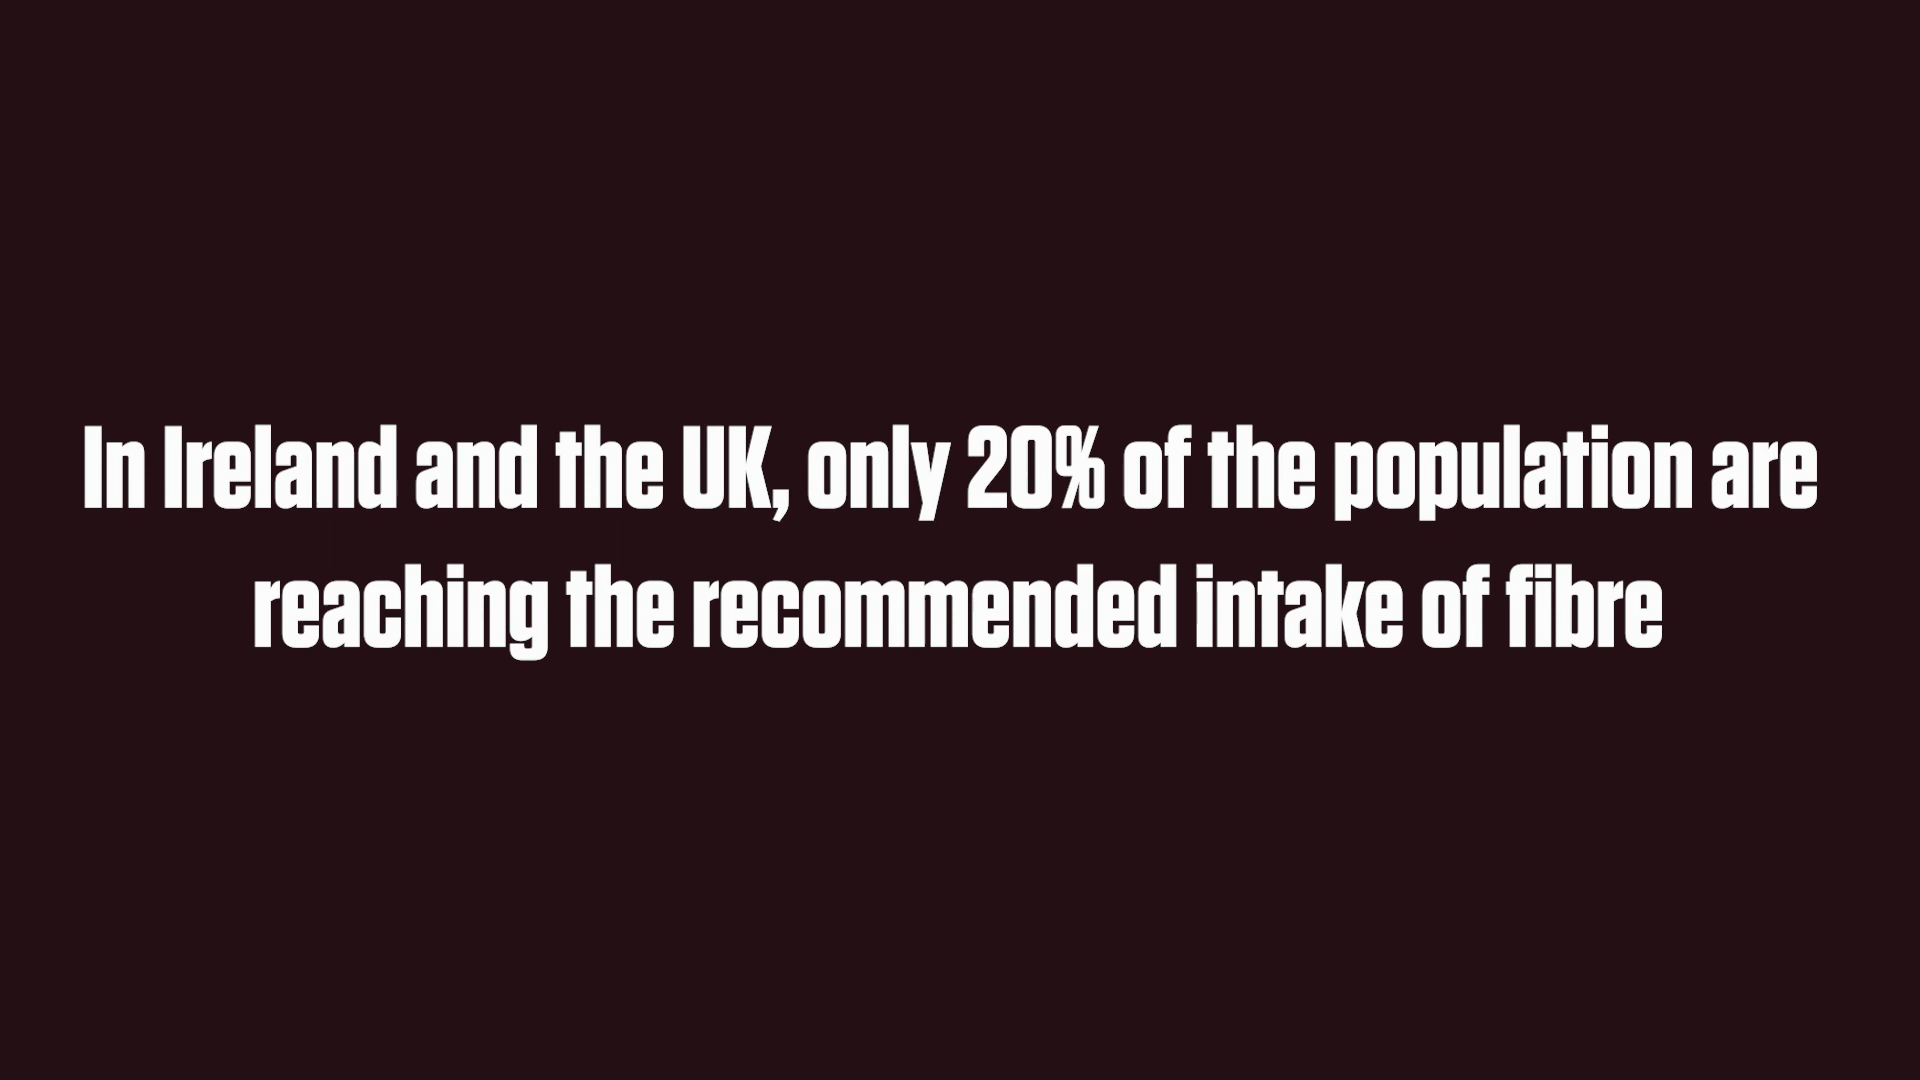 In Ireland and the UK, only 20% of the population are
reaching the recommended intake of fibre